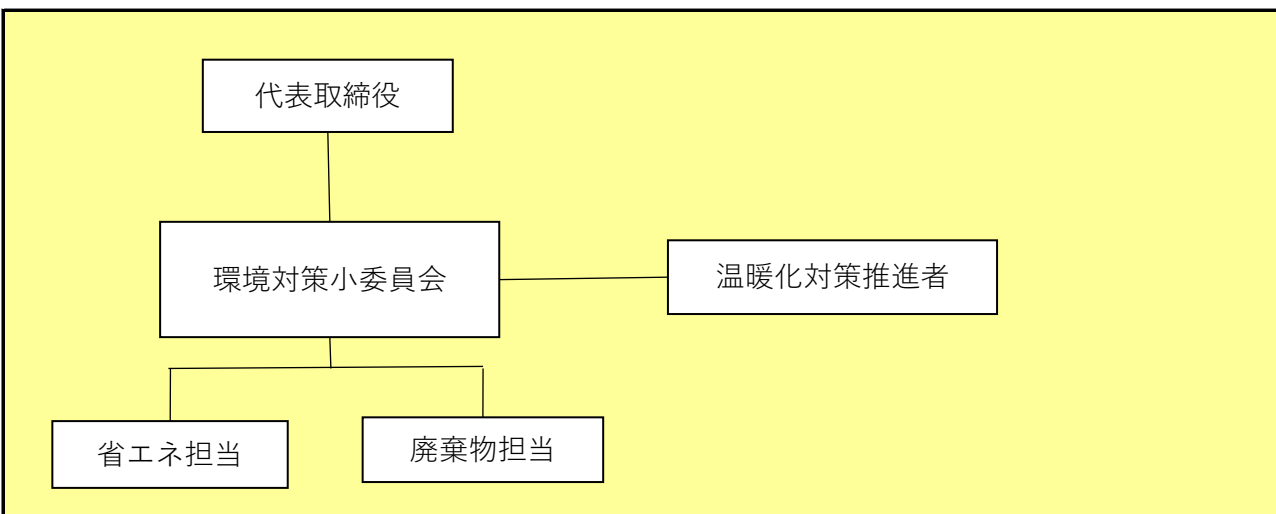 代表取締役
環境対策小委員会
温暖化対策推進者
省エネ担当
廃棄物担当